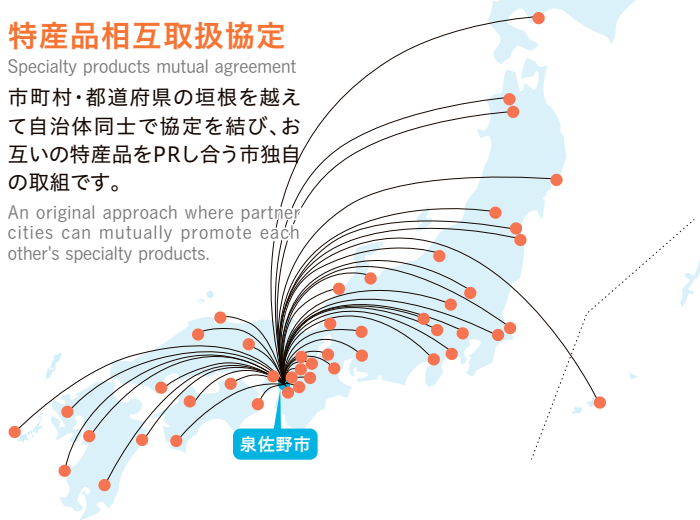 特産品相互取扱協定
Specialty products mutual agreement
市町村・都道府県の垣根を越え
て自治体同士で協定を結び、お
互いの特産品をPRし合う市独自
の取組です。
An original approach where partner
cities can mutually promote each
other's specialty products.
泉佐野市